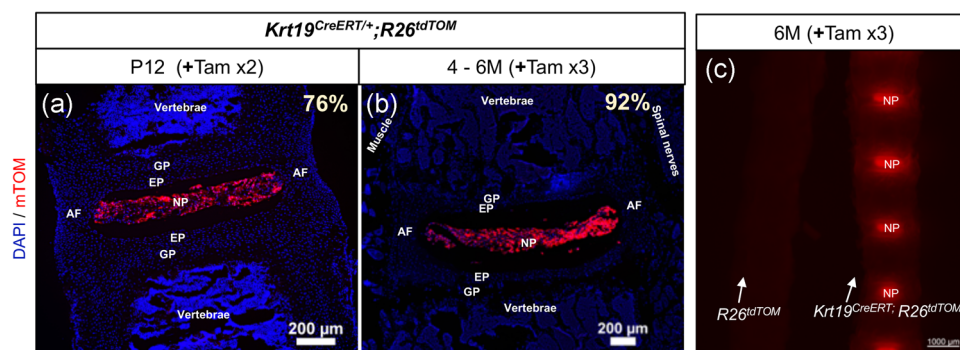 Krt19CreERT/+;R26tdTOM
P12 (+Tam x2)
4 - 6M (+Tam x3)
6M (+Tam x3)
DAPI / mTOM
(a)
Vertebrae
76%
GP
EP
AF
NP
AF
EP
GP
Vertebrae
200 µm
(b)
Vertebrae
92%
Muscle
Spinal nerves
GP
EP
AF
AF
NP
EP
GP
Vertebrae
200 µm
(c)
NP
NP
NP
NP
R26tdTOM
Krt19CreERT; R26tdTOM
1000 µm